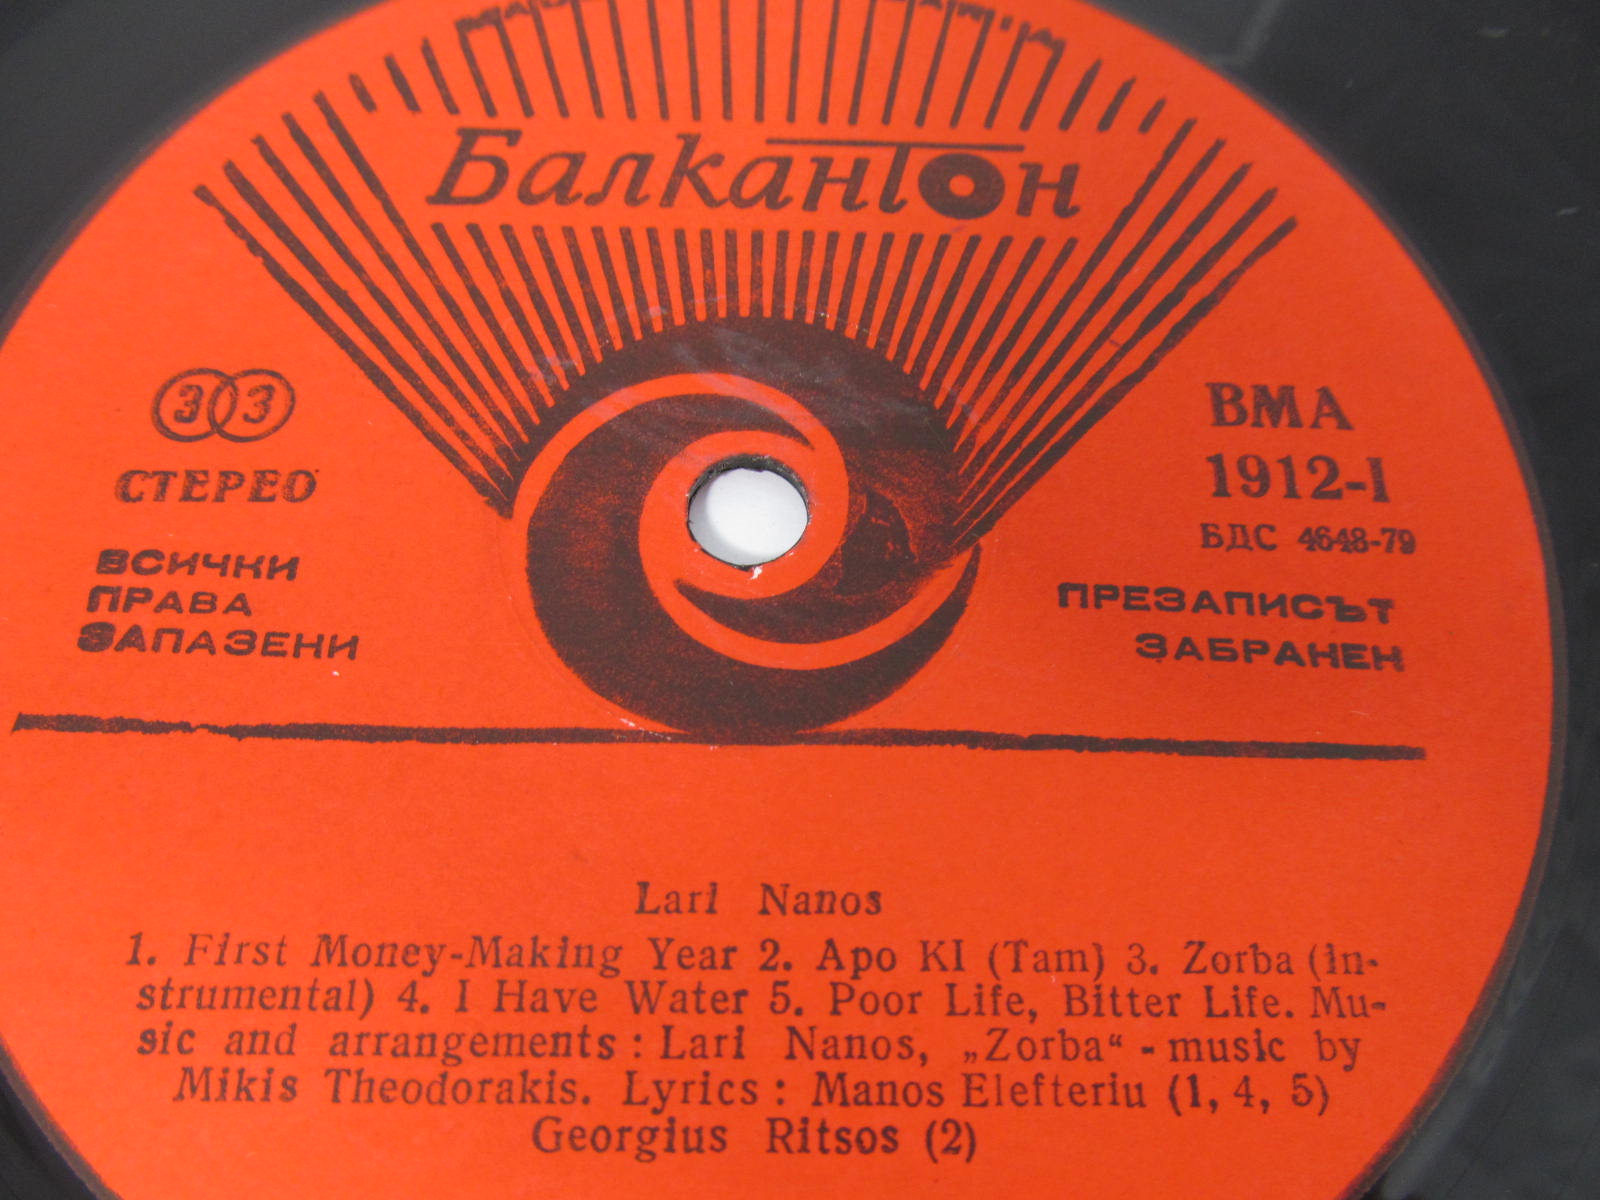 Балкантон
33
СТЕРЕО
ВСИЧКИ
ПРАВА
ЗАПАЗЕНИ
ВМА
1912-I
БДС 4648-79
ПРЕЗАПИСЪТ
ЗАБРАНЕН
Lari Nanos
1. First Money-Making Year 2. Apo KI (Tam) 3. Zorba (in-
strumental) 4. I Have Water 5. Poor Life, Bitter Life. Mu-
sic and arrangements : Lari Nanos, „Zorba“ - music by
Mikis Theodorakis. Lyrics : Manos Elefteriu (1, 4, 5)
Georgius Ritsos (2)